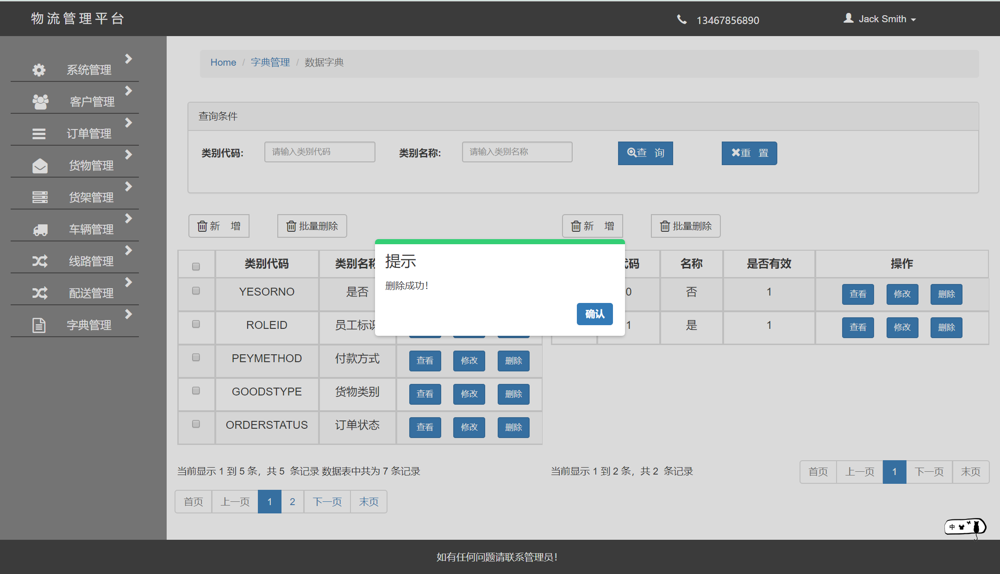 物流管理平台
13467856890
Jack Smith
系统管理
客户管理
订单管理
货物管理
货架管理
车辆管理
线路管理
配送管理
字典管理
Home / 字典管理 / 数据字典
查询条件
类别代码: 请输入类别代码 类别名称: 请输入类别名称 查 询 重 置
新 增 批量删除 新 增 批量删除
类别代码 类别名称
YESORNO 是否
ROLEID 员工标识
PEYMETHOD 付款方式 查看 修改 删除
GOODSTYPE 货物类别 查看 修改 删除
ORDERSTATUS 订单状态 查看 修改 删除
当前显示 1 到 5 条，共 5 条记录 数据表中共为 7 条记录
首页 上一页 1 2 下一页 末页
提示
删除成功！
确认
代码 名称 是否有效 操作
0 否 1 查看 修改 删除
1 是 1 查看 修改 删除
当前显示 1 到 2 条，共 2 条记录
首页 上一页 1 下一页 末页
中
如有任何问题请联系管理员！